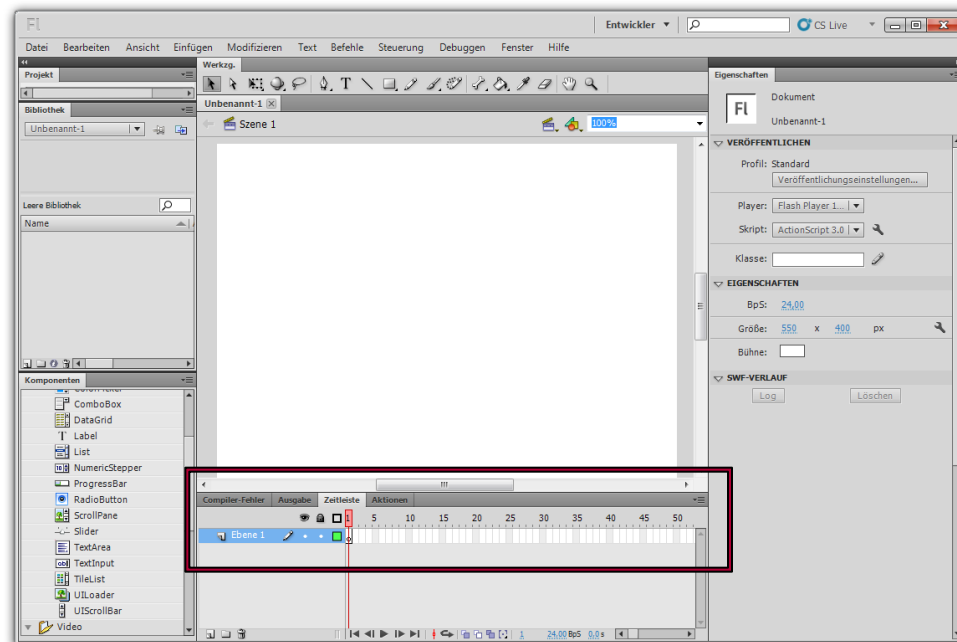 Fl
Entwickler
CS Live
Datei Bearbeiten Ansicht Einfügen Modifizieren Text Befehle Steuerung Debuggen Fenster Hilfe
Projekt
Bibliothek
Unbenannt-1
Leere Bibliothek
Name
Komponenten
ComboBox
DataGrid
T Label
List
NumericStepper
ProgressBar
RadioButton
ScrollPane
Slider
TextArea
TextInput
TileList
UILoader
UIScrollBar
Video
Werkzg.
Unbenannt-1
Szene 1
100%
Compiler-Fehler Ausgabe Zeitleiste Aktionen
1 5 10 15 20 25 30 35 40 45 50
Ebene 1
1 24,00 BpS 0,0 s
Eigenschaften
Fl
Dokument
Unbenannt-1
VERÖFFENTLICHEN
Profil: Standard
Veröffentlichungseinstellungen...
Player: Flash Player 1...
Skript: ActionScript 3.0
Klasse:
EIGENSCHAFTEN
BpS: 24,00
Größe: 550 x 400 px
Bühne:
SWF-VERLAUF
Log Löschen